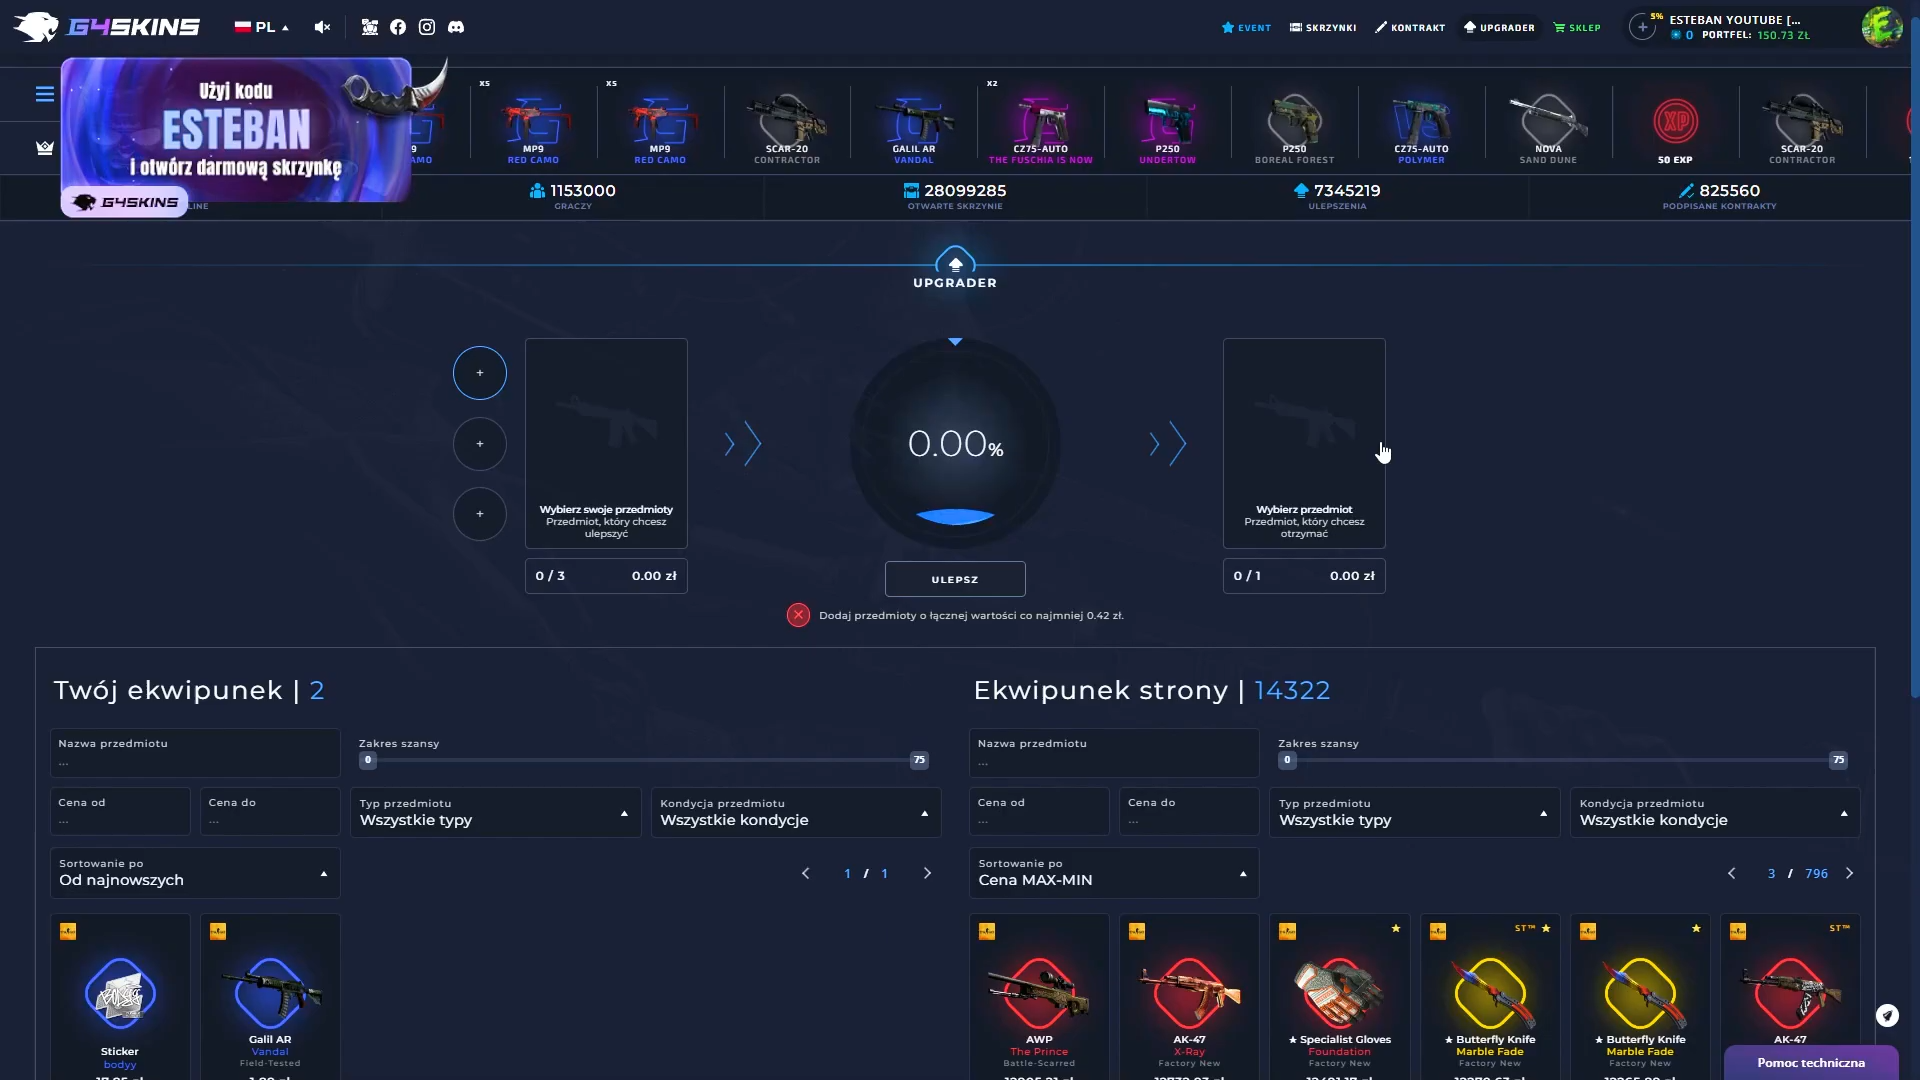 G4SKINS
PL
EVENT
SKRZYNKI
KONTRAKT
UPGRADER
SKLEP
5%
ESTEBAN YOUTUBE [...
0 PORTFEL: 150.73 ZŁ
Użyj kodu
ESTEBAN
i otwórz darmową skrzynkę
G4SKINS
X5
MP9
RED CAMO
X5
MP9
RED CAMO
SCAR-20
CONTRACTOR
GALIL AR
VANDAL
X2
CZ75-AUTO
THE FUSCHIA IS NOW
P250
UNDERTOW
P250
BOREAL FOREST
CZ75-AUTO
POLYMER
NOVA
SAND DUNE
XP
50 EXP
SCAR-20
CONTRACTOR
1153000
GRACZY
28099285
OTWARTE SKRZYNIE
7345219
ULEPSZENIA
825560
PODPISANE KONTRAKTY
UPGRADER
+
+
+
Wybierz swoje przedmioty
Przedmiot, który chcesz
ulepszyć
0 / 3 0.00 zł
0.00%
ULEPSZ
Wybierz przedmiot
Przedmiot, który chcesz
otrzymać
0 / 1 0.00 zł
Dodaj przedmioty o łącznej wartości co najmniej 0.42 zł.
Twój ekwipunek | 2
Nazwa przedmiotu
...
Zakres szansy
0 75
Cena od
...
Cena do
...
Typ przedmiotu
Wszystkie typy
Kondycja przedmiotu
Wszystkie kondycje
Sortowanie po
Od najnowszych
1 / 1
Sticker
bodyy
Galil AR
Vandal
Field-Tested
Ekwipunek strony | 14322
Nazwa przedmiotu
...
Zakres szansy
0 75
Cena od
...
Cena do
...
Typ przedmiotu
Wszystkie typy
Kondycja przedmiotu
Wszystkie kondycje
Sortowanie po
Cena MAX-MIN
3 / 796
AWP
The Prince
Battle-Scarred
AK-47
X-Ray
Factory New
★ Specialist Gloves
Foundation
Factory New
ST™ ★
★ Butterfly Knife
Marble Fade
Factory New
★ Butterfly Knife
Marble Fade
Factory New
ST™
AK-47
Pomoc techniczna